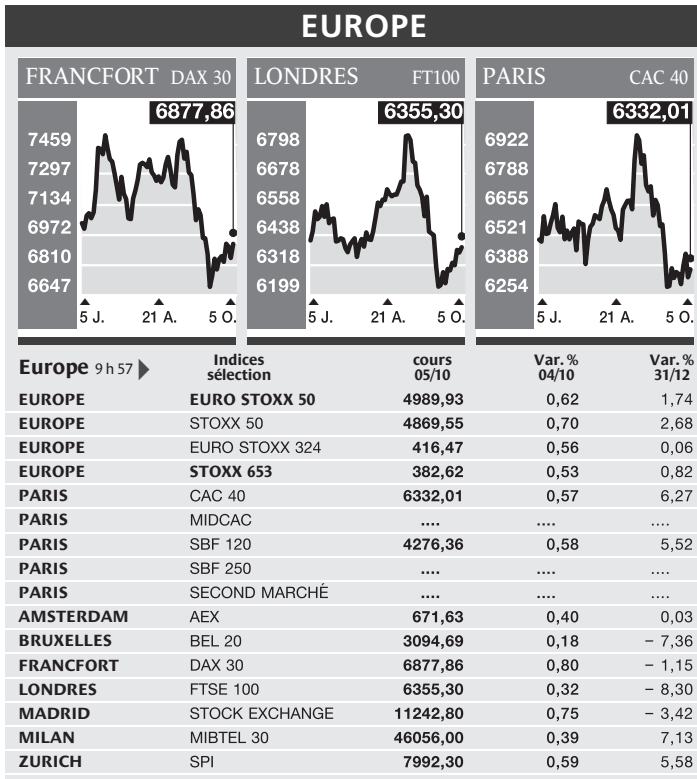 EUROPE
FRANCFORT DAX 30
6877,86
7459
7297
7134
6972
6810
6647
5 J. 21 A. 5 O.
LONDRES FT100
6355,30
6798
6678
6558
6438
6318
6199
5 J. 21 A. 5 O.
PARIS CAC 40
6332,01
6922
6788
6655
6521
6388
6254
5 J. 21 A. 5 O.
Europe 9 h 57 Indices sélection cours 05/10 Var. % 04/10 Var. % 31/12
EUROPE EURO STOXX 50 4989,93 0,62 1,74
EUROPE STOXX 50 4869,55 0,70 2,68
EUROPE EURO STOXX 324 416,47 0,56 0,06
EUROPE STOXX 653 382,62 0,53 0,82
PARIS CAC 40 6332,01 0,57 6,27
PARIS MIDCAC .... .... ....
PARIS SBF 120 4276,36 0,58 5,52
PARIS SBF 250 .... .... ....
PARIS SECOND MARCHÉ .... .... ....
AMSTERDAM AEX 671,63 0,40 0,03
BRUXELLES BEL 20 3094,69 0,18 – 7,36
FRANCFORT DAX 30 6877,86 0,80 – 1,15
LONDRES FTSE 100 6355,30 0,32 – 8,30
MADRID STOCK EXCHANGE 11242,80 0,75 – 3,42
MILAN MIBTEL 30 46056,00 0,39 7,13
ZURICH SPI 7992,30 0,59 5,58